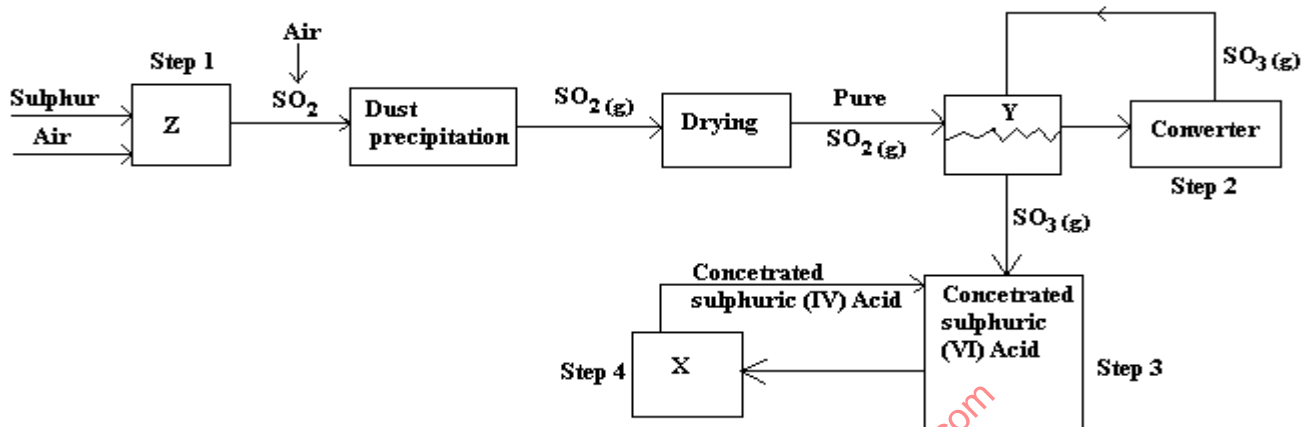 Step 1
Sulphur
Air
Z
Air
SO2
Dust
precipitation
SO2 (g)
Drying
Pure
SO2 (g)
Y
SO3 (g)
Converter
Step 2
SO3 (g)
Concetrated
sulphuric (IV) Acid
Step 4
X
Concetrated
sulphuric
(VI) Acid
Step 3
com